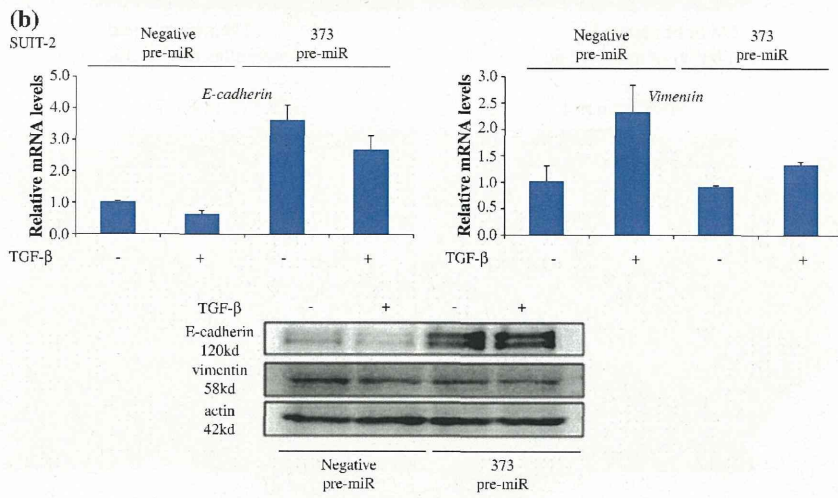 (b)
SUIT-2
Negative pre-miR
373 pre-miR
E-cadherin
Relative mRNA levels
5.0
4.0
3.0
2.0
1.0
0.0
TGF-β - + - +
Negative pre-miR
373 pre-miR
Vimentin
Relative mRNA levels
3.0
2.5
2.0
1.5
1.0
0.5
0.0
TGF-β - + - +
TGF-β - + - +
E-cadherin
120kd
vimentin
58kd
actin
42kd
Negative pre-miR
373 pre-miR